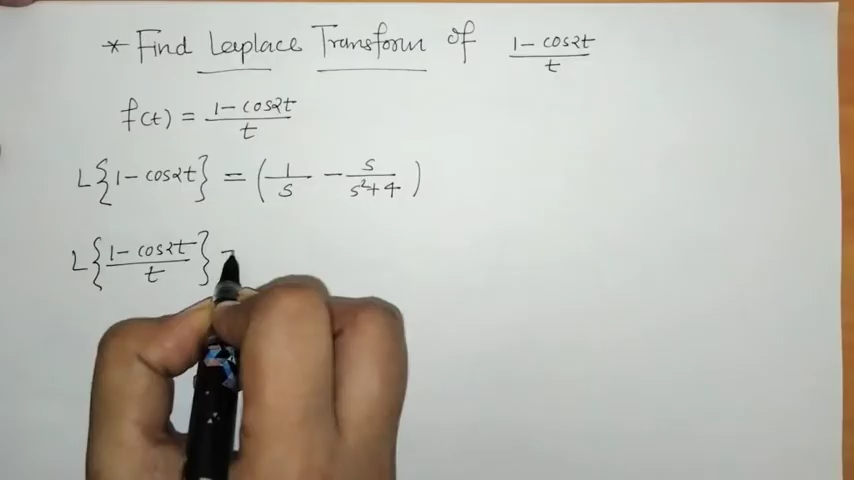 * Find Laplace Transform of (1 - cos2t)/t
f(t) = (1 - cos2t)/t
L{1 - cos2t} = (1/s - s/(s²+4))
L{(1 - cos2t)/t} =